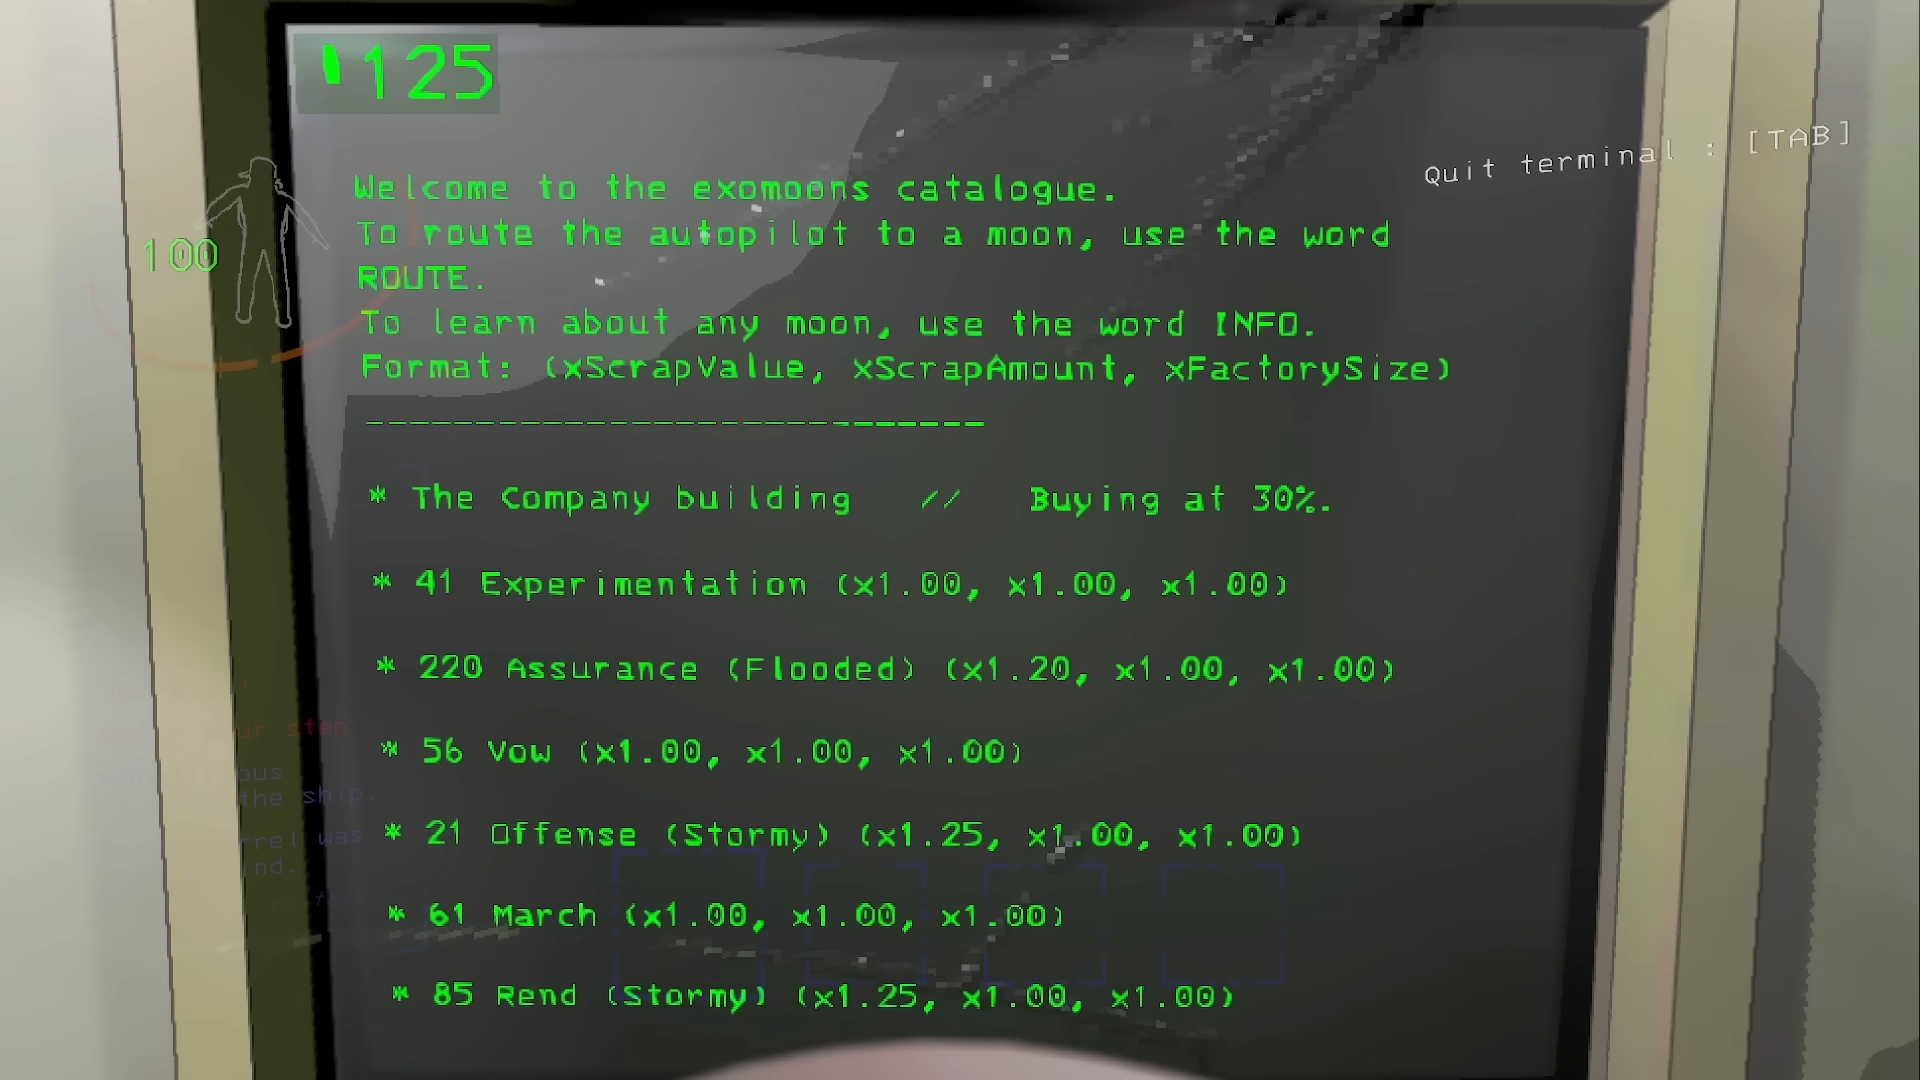 125
Quit terminal : [TAB]
100
Welcome to the exomoons catalogue.
To route the autopilot to a moon, use the word
ROUTE.
To learn about any moon, use the word INFO.
Format: (xScrapValue, xScrapAmount, xFactorySize)
-----------------------------
* The Company building // Buying at 30%.
* 41 Experimentation (x1.00, x1.00, x1.00)
* 220 Assurance (Flooded) (x1.20, x1.00, x1.00)
* 56 Vow (x1.00, x1.00, x1.00)
* 21 Offense (Stormy) (x1.25, x1.00, x1.00)
* 61 March (x1.00, x1.00, x1.00)
* 85 Rend (Stormy) (x1.25, x1.00, x1.00)
step
the ship.
was